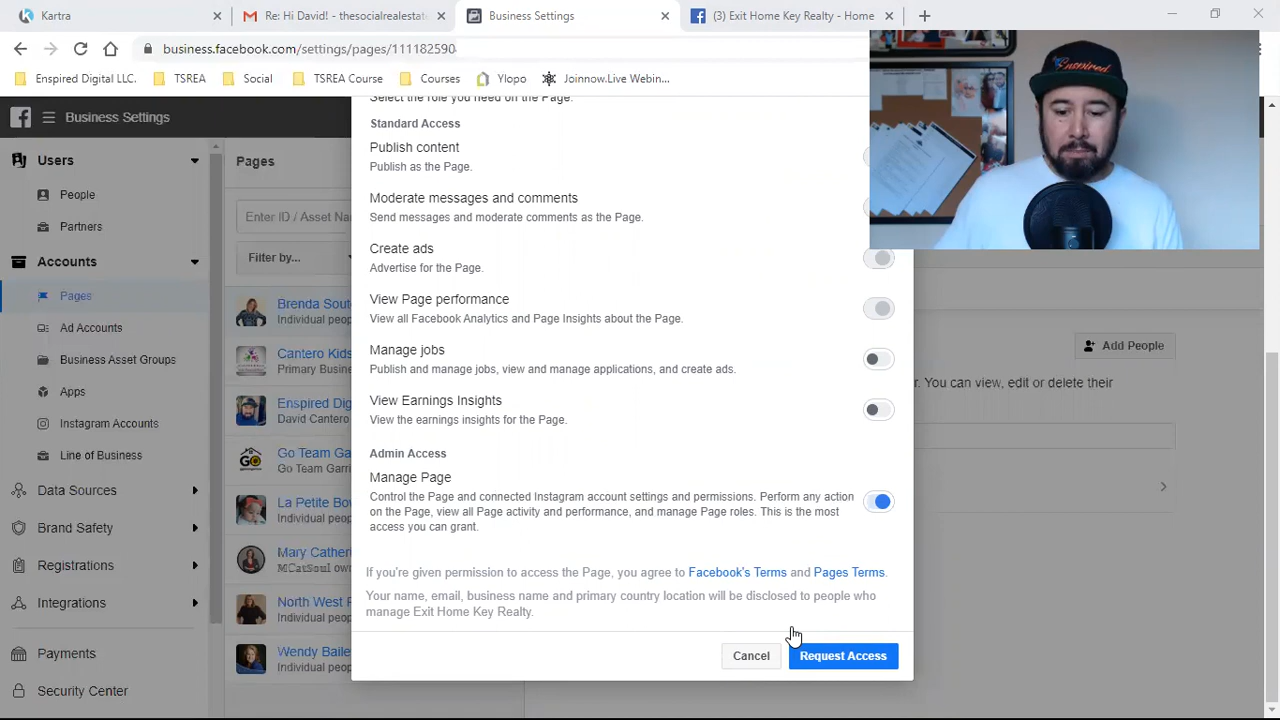 Kartra
Re: Hi David! - thesocialrealestate
Business Settings
(3) Exit Home Key Realty - Home
business.facebook.com/settings/pages/111182590
Enspired Digital LLC.
TSREA
Social
TSREA G
Courses
Ylopo
Joinnow.Live Webin...
Enspired
Business Settings
Users
People
Partners
Accounts
Pages
Ad Accounts
Business Asset Groups
Apps
Instagram Accounts
Line of Business
Data Sources
Brand Safety
Registrations
Integrations
Payments
Security Center
Pages
Enter ID / Asset Na
Filter by...
Brenda Sout
Individual peo
Cantero Kids
Primary Busine
Enspired Di
David Cantero
Go Team Ga
Go Team Garri
La Petite Bo
Individual peo
Mary Cather
MCatSoul own
North West F
Individual peo
Wendy Baile
Individual peo
Select the role you need on the Page.
Standard Access
Publish content
Publish as the Page.
Moderate messages and comments
Send messages and moderate comments as the Page.
Create ads
Advertise for the Page.
View Page performance
View all Facebook Analytics and Page Insights about the Page.
Manage jobs
Publish and manage jobs, view and manage applications, and create ads.
View Earnings Insights
View the earnings insights for the Page.
Admin Access
Manage Page
Control the Page and connected Instagram account settings and permissions. Perform any action
on the Page, view all Page activity and performance, and manage Page roles. This is the most
access you can grant.
If you're given permission to access the Page, you agree to Facebook's Terms and Pages Terms.
Your name, email, business name and primary country location will be disclosed to people who
manage Exit Home Key Realty.
Cancel
Request Access
Add People
r. You can view, edit or delete their